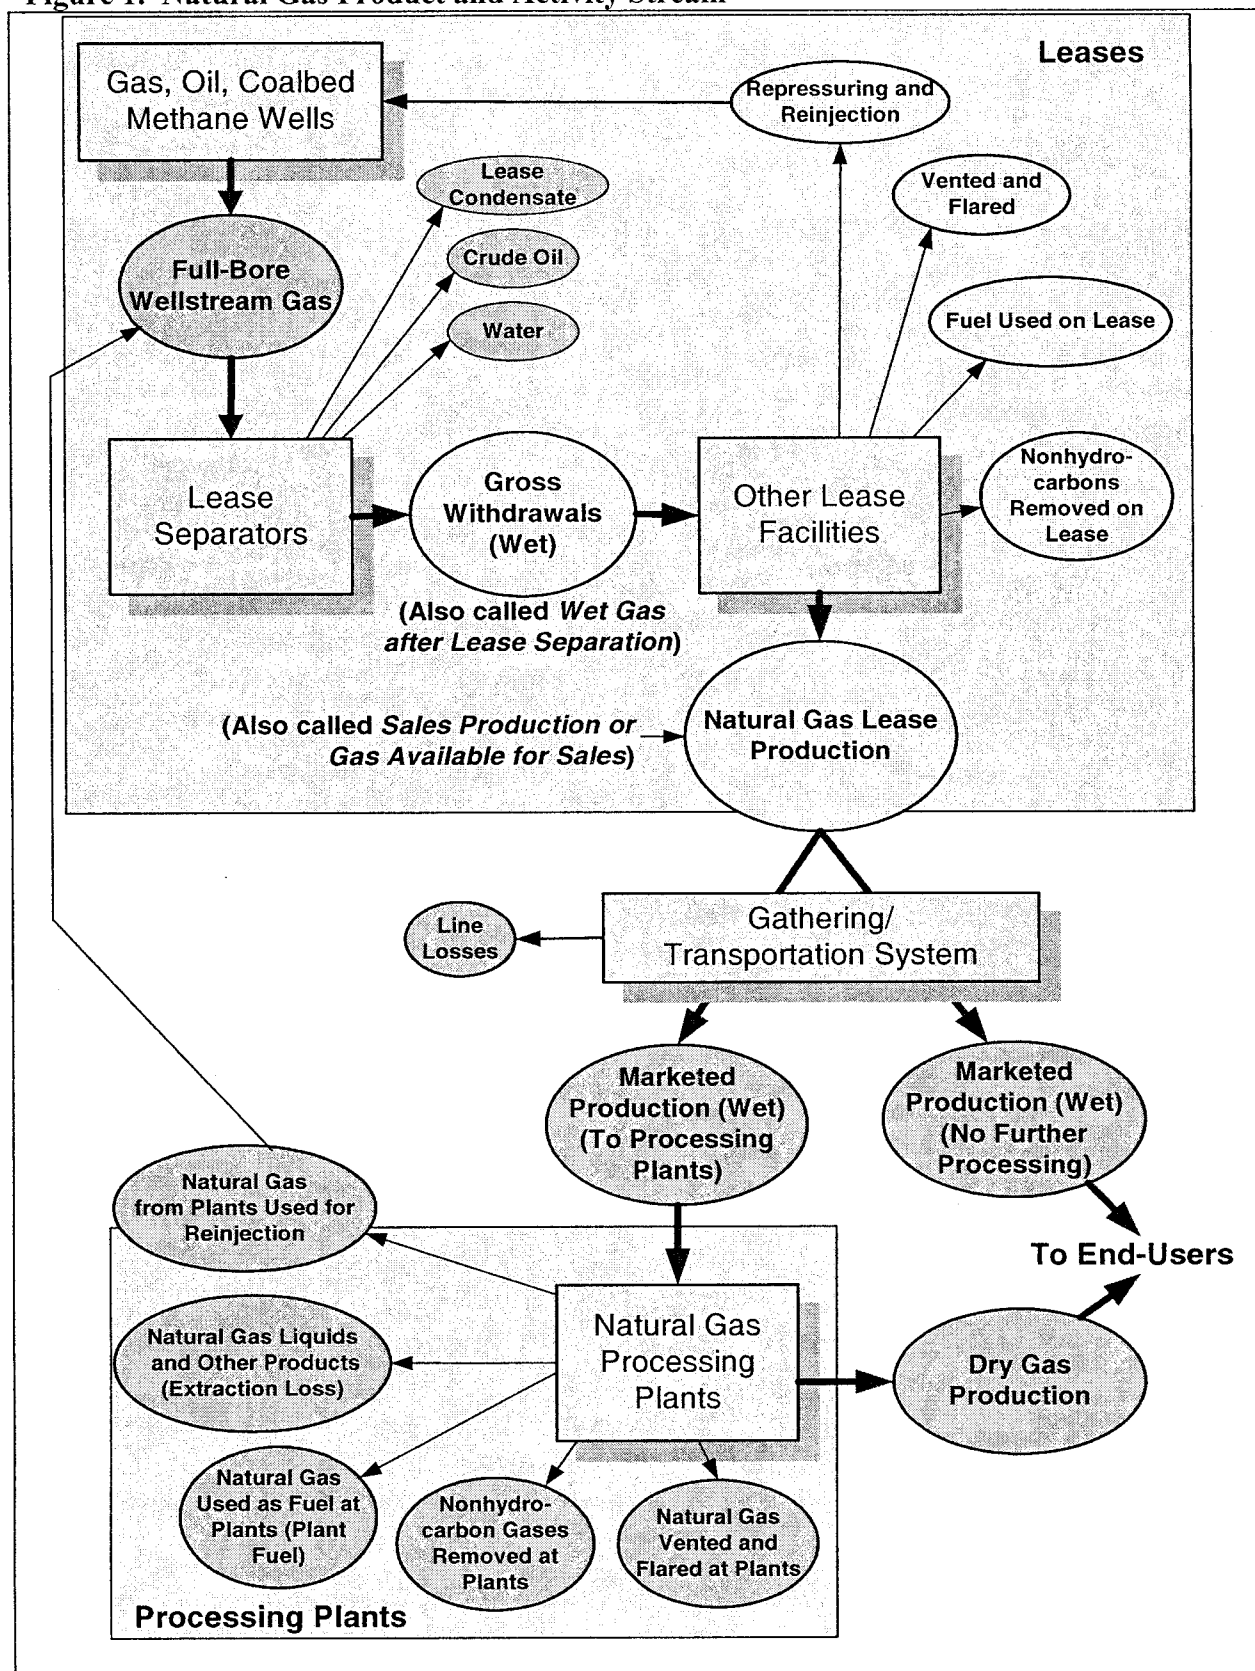 Figure 1. Natural Gas Product and Activity Stream
Leases
Gas, Oil, Coalbed
Methane Wells
Repressuring and
Reinjection
Lease
Condensate
Vented and
Flared
Full-Bore
Wellstream Gas
Crude Oil
Water
Fuel Used on Lease
Lease
Separators
Gross
Withdrawals
(Wet)
Other Lease
Facilities
Nonhydro-
carbons
Removed on
Lease
(Also called Wet Gas
after Lease Separation)
(Also called Sales Production or
Gas Available for Sales)
Natural Gas Lease
Production
Line
Losses
Gathering/
Transportation System
Marketed
Production (Wet)
(To Processing
Plants)
Marketed
Production (Wet)
(No Further
Processing)
Natural Gas
from Plants Used for
Reinjection
To End-Users
Natural Gas Liquids
and Other Products
(Extraction Loss)
Natural Gas
Processing
Plants
Dry Gas
Production
Natural Gas
Used as Fuel at
Plants (Plant
Fuel)
Nonhydro-
carbon Gases
Removed at
Plants
Natural Gas
Vented and
Flared at Plants
Processing Plants